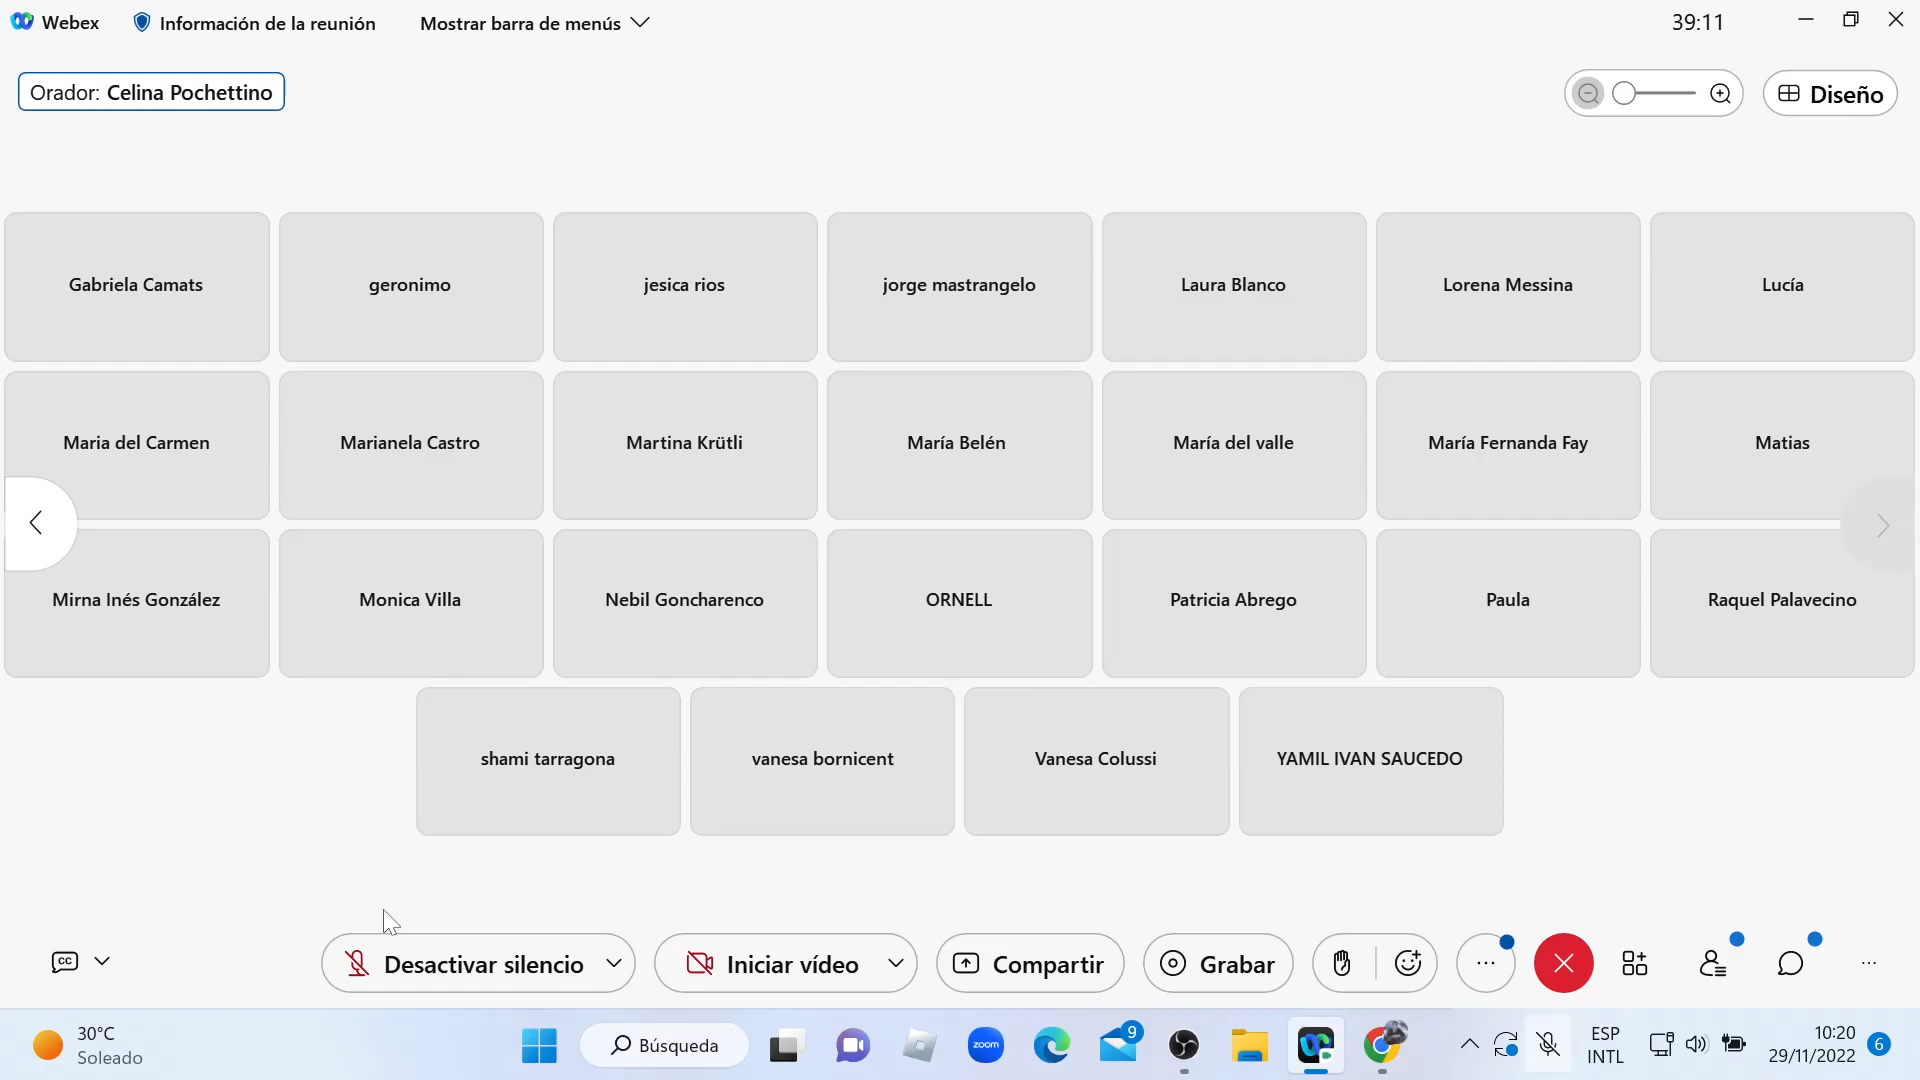 Webex
Información de la reunión
Mostrar barra de menús
39:11
Orador: Celina Pochettino
Diseño
Gabriela Camats
geronimo
jesica rios
jorge mastrangelo
Laura Blanco
Lorena Messina
Lucía
Maria del Carmen
Marianela Castro
Martina Krütli
María Belén
María del valle
María Fernanda Fay
Matias
Mirna Inés González
Monica Villa
Nebil Goncharenco
ORNELL
Patricia Abrego
Paula
Raquel Palavecino
shami tarragona
vanesa bornicent
Vanesa Colussi
YAMIL IVAN SAUCEDO
CC
Desactivar silencio
Iniciar vídeo
Compartir
Grabar
30°C
Soleado
Búsqueda
zoom
9
ESP
INTL
10:20
29/11/2022
6